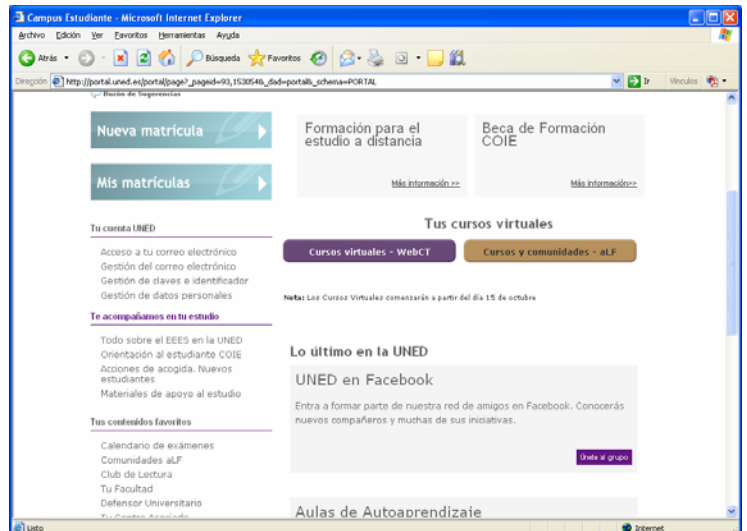 Campus Estudiante - Microsoft Internet Explorer
Archivo Edición Ver Favoritos Herramientas Ayuda
Atrás Búsqueda Favoritos
Dirección http://portal.uned.es/portal/page?_pageid=93,1530548,_dad=portal&_schema=PORTAL Ir Vínculos
Buzón de Sugerencias
Nueva matrícula
Mis matrículas
Formación para el
estudio a distancia
Más información >>
Beca de Formación
COIE
Más información>>
Tu cuenta UNED
Acceso a tu correo electrónico
Gestión del correo electrónico
Gestión de claves e identificador
Gestión de datos personales
Te acompañamos en tu estudio
Todo sobre el EEES en la UNED
Orientación al estudiante COIE
Acciones de acogida. Nuevos
estudiantes
Materiales de apoyo al estudio
Tus contenidos favoritos
Calendario de exámenes
Comunidades aLF
Club de Lectura
Tu Facultad
Defensor Universitario
Tu Centro Asociado
Tus cursos virtuales
Cursos virtuales - WebCT
Cursos y comunidades - aLF
Nota: Los Cursos Virtuales comenzarán a partir del día 15 de octubre
Lo último en la UNED
UNED en Facebook
Entra a formar parte de nuestra red de amigos en Facebook. Conocerás
nuevos compañeros y muchas de sus iniciativas.
Únete al grupo
Aulas de Autoaprendizaje
Listo
Internet